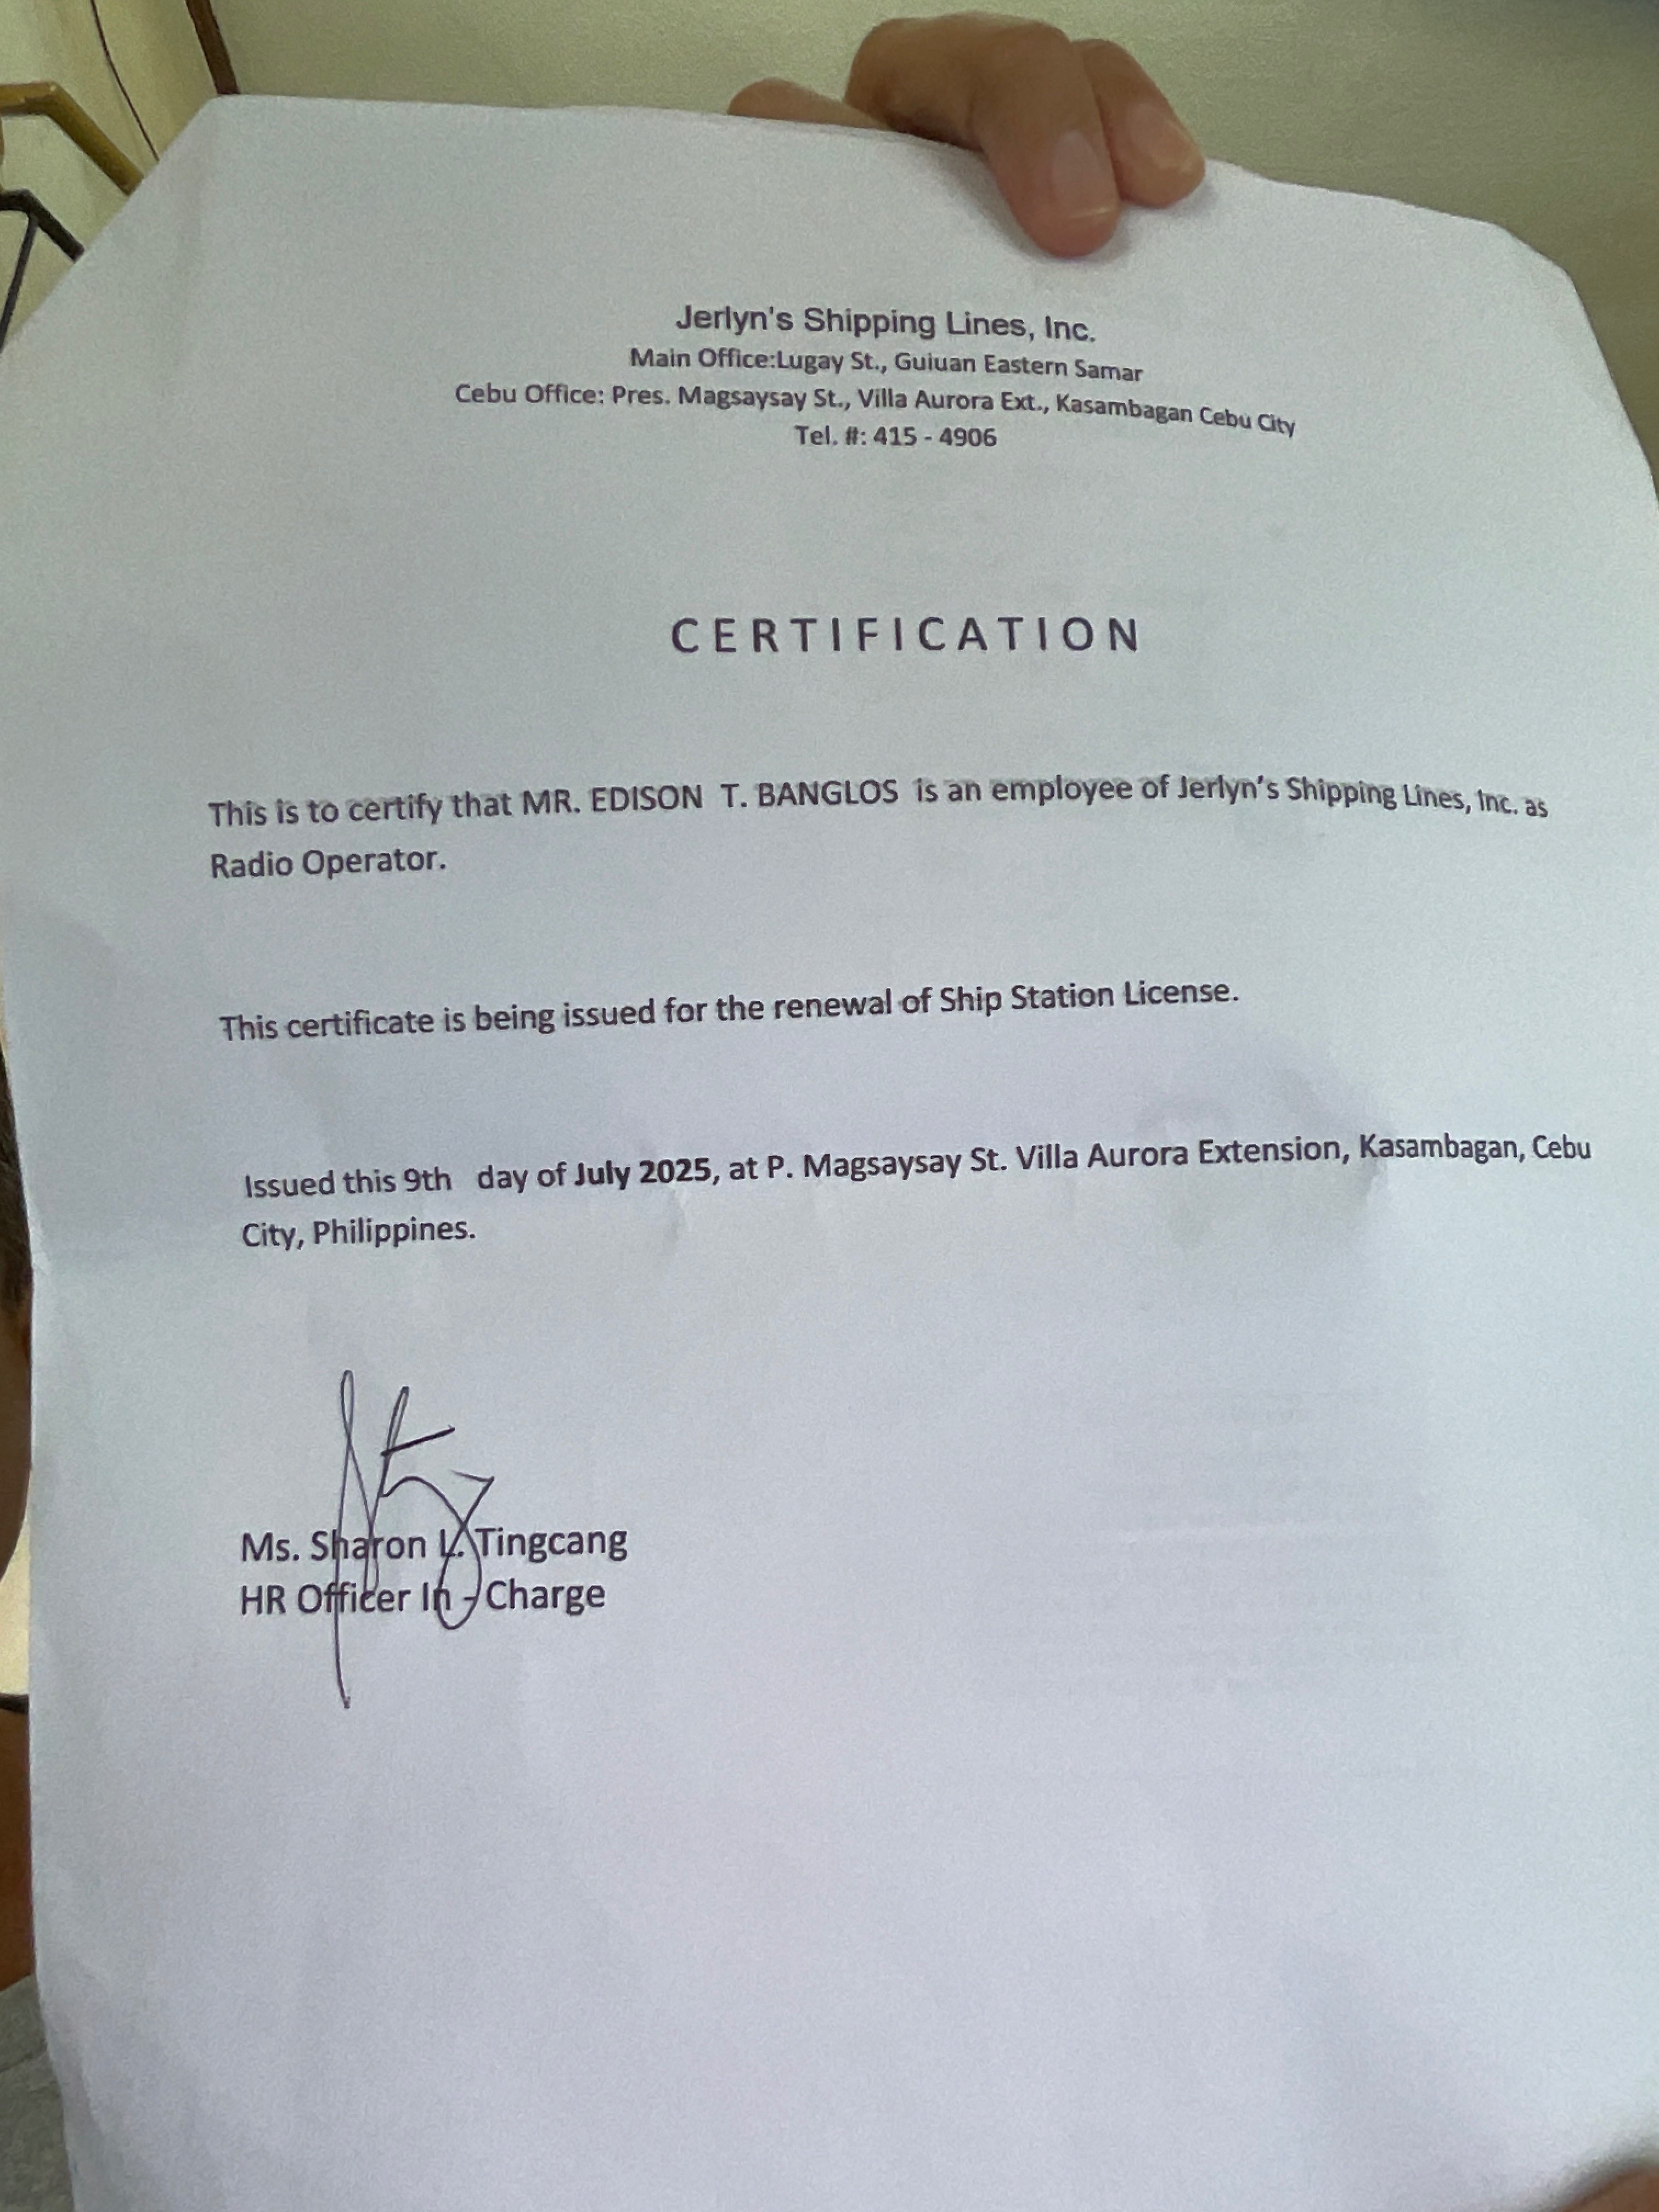 Jerlyn's Shipping Lines, Inc.
Main Office:Lugay St., Guiuan Eastern Samar
Cebu Office: Pres. Magsaysay St., Villa Aurora Ext., Kasambagan Cebu City
Tel. #: 415 - 4906
CERTIFICATION
This is to certify that MR. EDISON T. BANGLOS is an employee of Jerlyn's Shipping Lines, Inc. as
Radio Operator.
This certificate is being issued for the renewal of Ship Station License.
Issued this 9th day of July 2025, at P. Magsaysay St. Villa Aurora Extension, Kasambagan, Cebu
City, Philippines.
Ms. Sharon L. Tingcang
HR Officer In - Charge